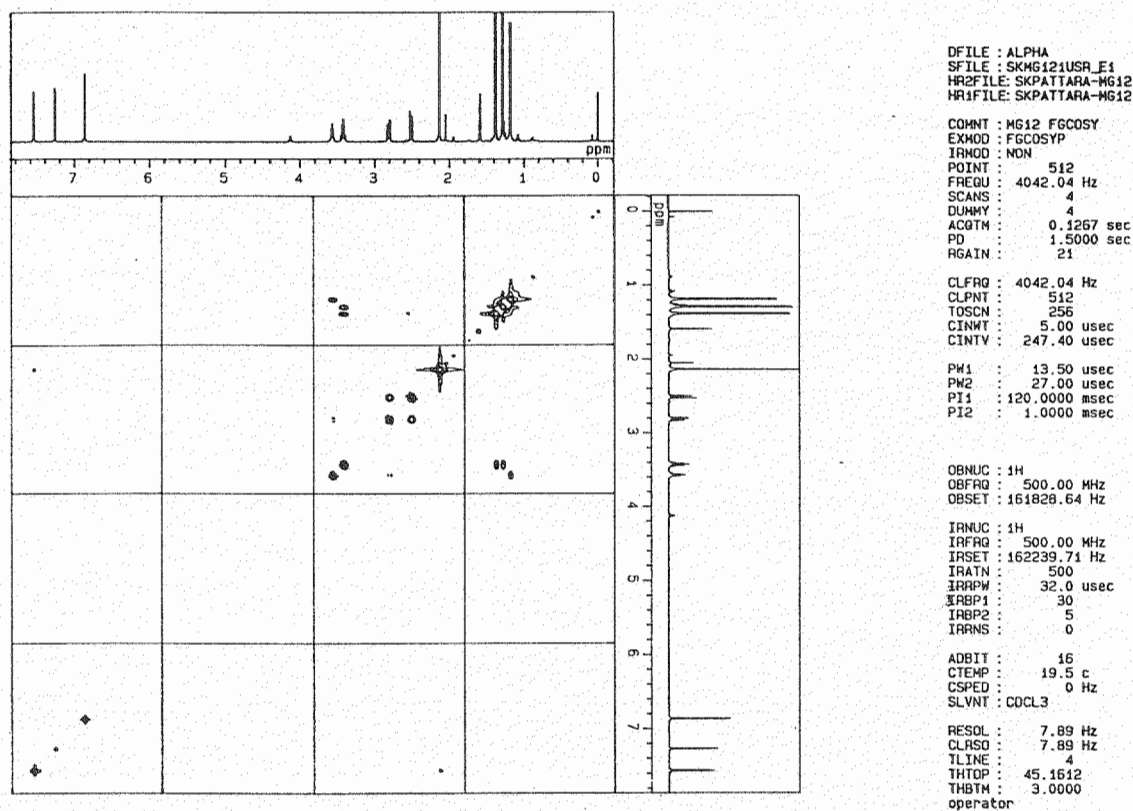 ppm
7 6 5 4 3 2 1 0
ppm
0
1
2
3
4
5
6
7
DFILE : ALPHA
SFILE : SKMG121USR_E1
HR2FILE: SKPATTARA-MG12
HR1FILE: SKPATTARA-MG12
COMNT : MG12 FGCOSY
EXMOD : FGCOSYP
IRMOD : NON
POINT : 512
FREQU : 4042.04 Hz
SCANS : 4
DUMMY : 4
ACQTM : 0.1267 sec
PD : 1.5000 sec
RGAIN : 21
CLFRQ : 4042.04 Hz
CLPNT : 512
TOSCN : 256
CINWT : 5.00 usec
CINTV : 247.40 usec
PW1 : 13.50 usec
PW2 : 27.00 usec
PI1 : 120.0000 msec
PI2 : 1.0000 msec
OBNUC : 1H
OBFRQ : 500.00 MHz
OBSET : 161828.64 Hz
IRNUC : 1H
IRFRQ : 500.00 MHz
IRSET : 162239.71 Hz
IRATN : 500
IRRPW : 32.0 usec
IRBP1 : 30
IRBP2 : 5
IRRNS : 0
ADBIT : 16
CTEMP : 19.5 c
CSPED : 0 Hz
SLVNT : CDCL3
RESOL : 7.89 Hz
CLRSO : 7.89 Hz
TLINE : 4
THTOP : 45.1612
THBTM : 3.0000
operator